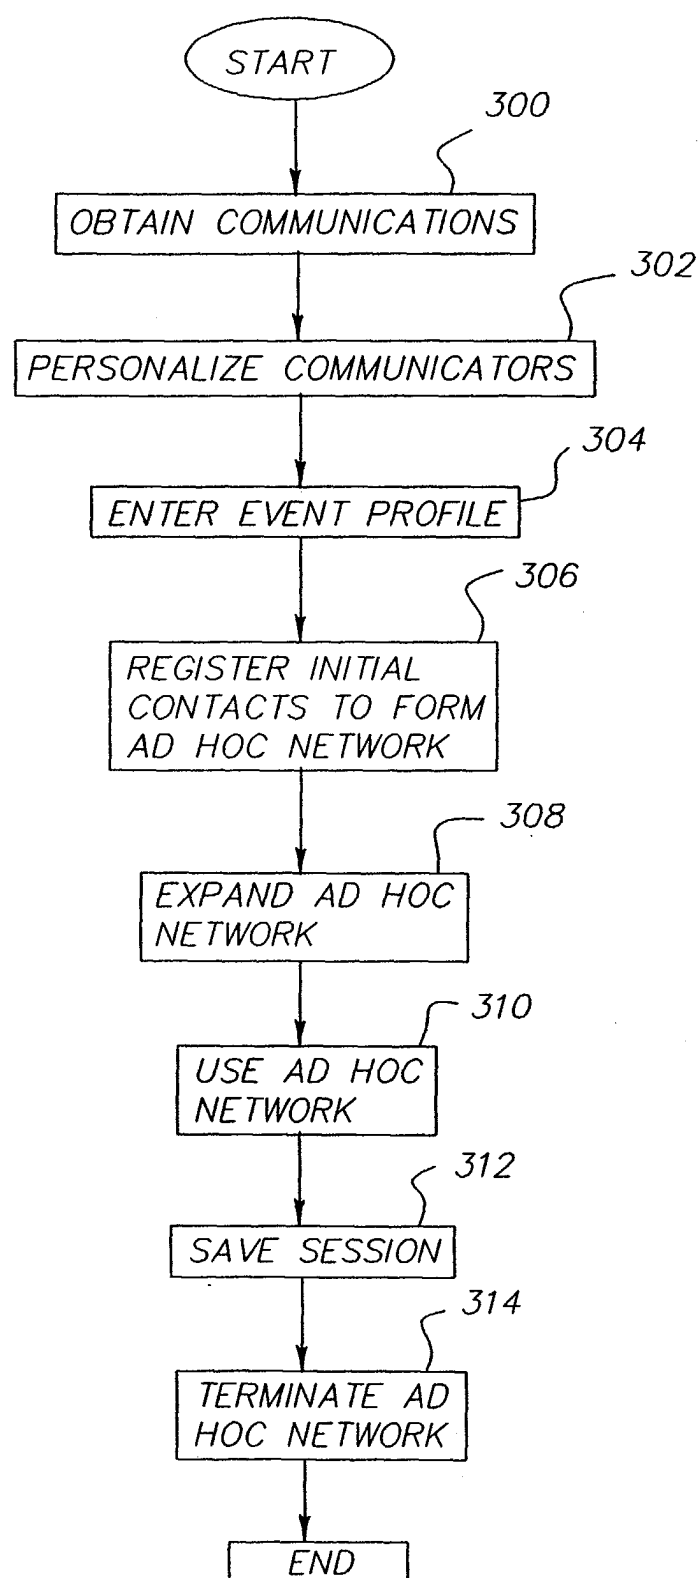 START
300
OBTAIN COMMUNICATIONS
302
PERSONALIZE COMMUNICATORS
304
ENTER EVENT PROFILE
306
REGISTER INITIAL
CONTACTS TO FORM
AD HOC NETWORK
308
EXPAND AD HOC
NETWORK
310
USE AD HOC
NETWORK
312
SAVE SESSION
314
TERMINATE AD
HOC NETWORK
END